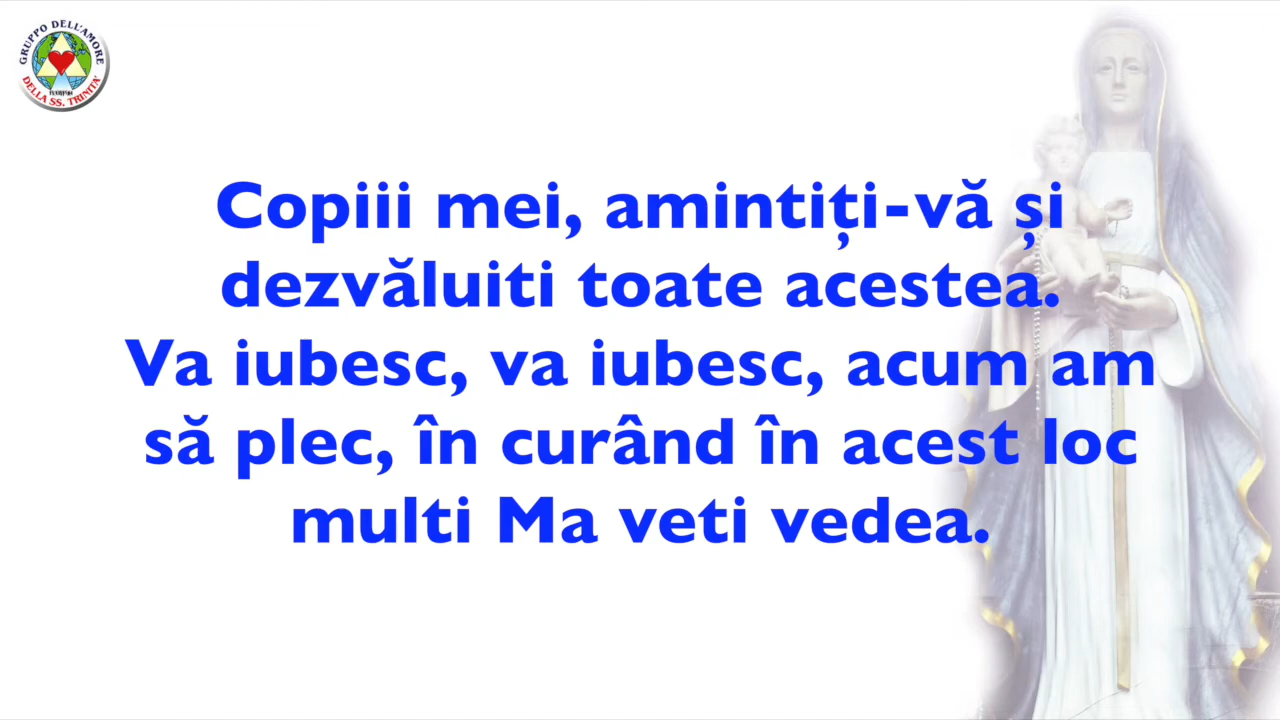 GRUPPO DELL'AMORE
DELLA SS. TRINITA'
Copiii mei, amintiți-vă și
dezvăluiti toate acestea.
Va iubesc, va iubesc, acum am
să plec, în curând în acest loc
multi Ma veti vedea.